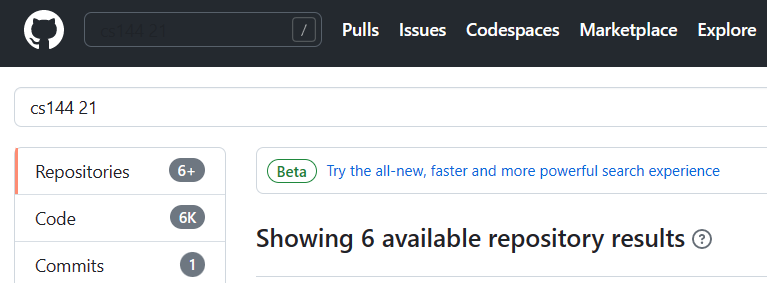 cs144 21 / Pulls Issues Codespaces Marketplace Explore
cs144 21
Repositories 6+
Beta Try the all-new, faster and more powerful search experience
Code 6K
Showing 6 available repository results ?
Commits 1